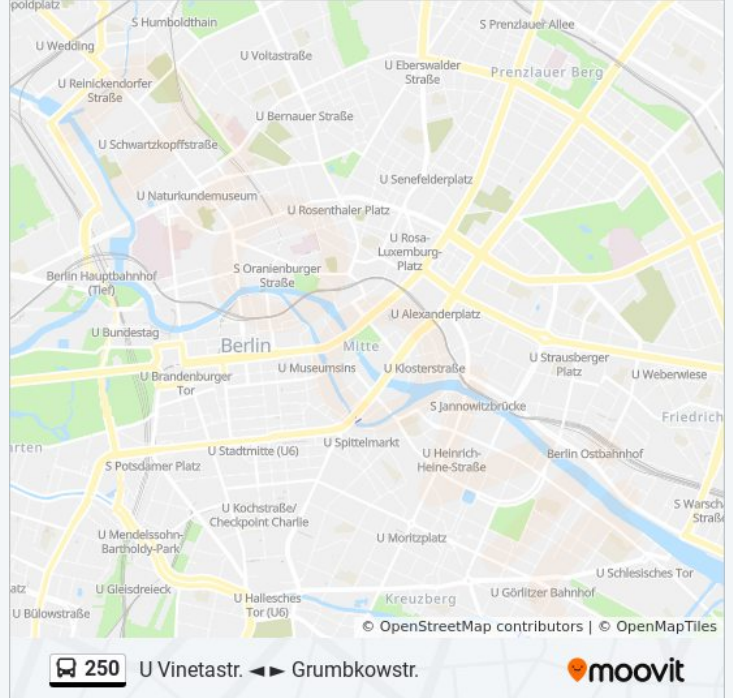 poldplatz
S Humboldthain
S Prenzlauer Allee
U Wedding
U Voltastraße
U Eberswalder
Straße
Prenzlauer Berg
U Reinickendorfer
Straße
U Bernauer Straße
U Schwartzkopffstraße
U Senefelderplatz
U Naturkundemuseum
U Rosenthaler Platz
U Rosa-
Luxemburg-
Platz
S Oranienburger
Straße
Berlin Hauptbahnhof
(Tief)
U Alexanderplatz
U Bundestag
Berlin
Mitte
U Strausberger
Platz
U Museumsins
U Klosterstraße
U Weberwiese
U Brandenburger
Tor
S Jannowitzbrücke
Friedrich
rten
U Spittelmarkt
U Stadtmitte (U6)
U Heinrich-
Heine-Straße
Berlin Ostbahnhof
S Potsdamer Platz
S Warsch
Straße
U Kochstraße/
Checkpoint Charlie
U Mendelssohn-
Bartholdy-Park
U Moritzplatz
U Schlesisches Tor
atz
U Gleisdreieck
U Görlitzer Bahnhof
U Hallesches
Tor (U6)
Kreuzberg
U Bülowstraße
© OpenStreetMap contributors | © OpenMapTiles
250 U Vinetastr. ◄ ► Grumbkowstr.
moovit